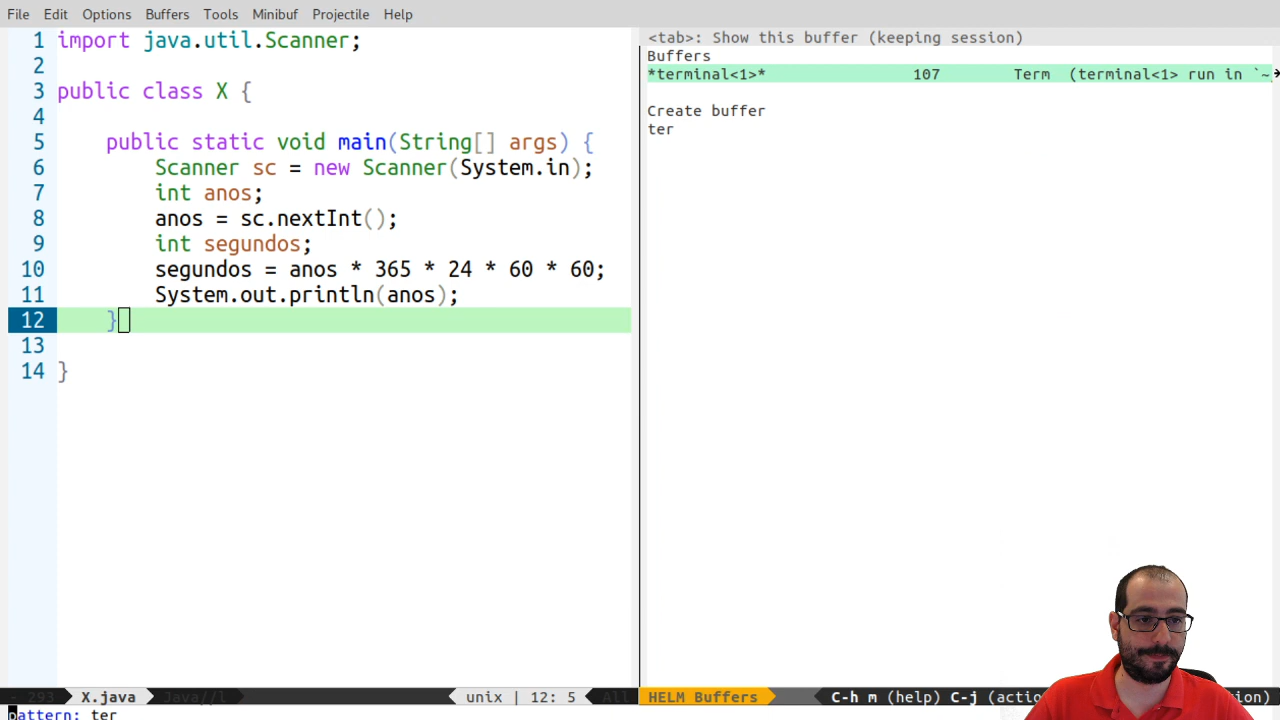 File Edit Options Buffers Tools Minibuf Projectile Help
1 import java.util.Scanner;
2
3 public class X {
4
5 public static void main(String[] args) {
6 Scanner sc = new Scanner(System.in);
7 int anos;
8 anos = sc.nextInt();
9 int segundos;
10 segundos = anos * 365 * 24 * 60 * 60;
11 System.out.println(anos);
12 }
13
14 }
- 293 X.java Java//l unix | 12: 5 All
<tab>: Show this buffer (keeping session)
Buffers
*terminal<1>* 107 Term (terminal<1> run in `~
Create buffer
ter
HELM Buffers C-h m (help) C-j (actio ion)
pattern: ter